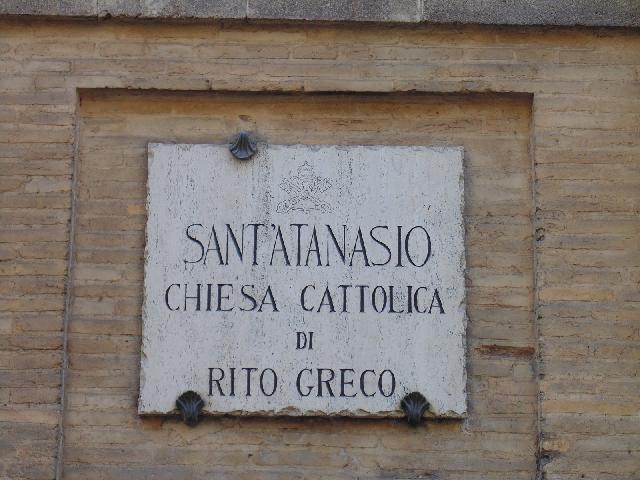 SANT'ATANASIO
CHIESA CATTOLICA
DI
RITO GRECO